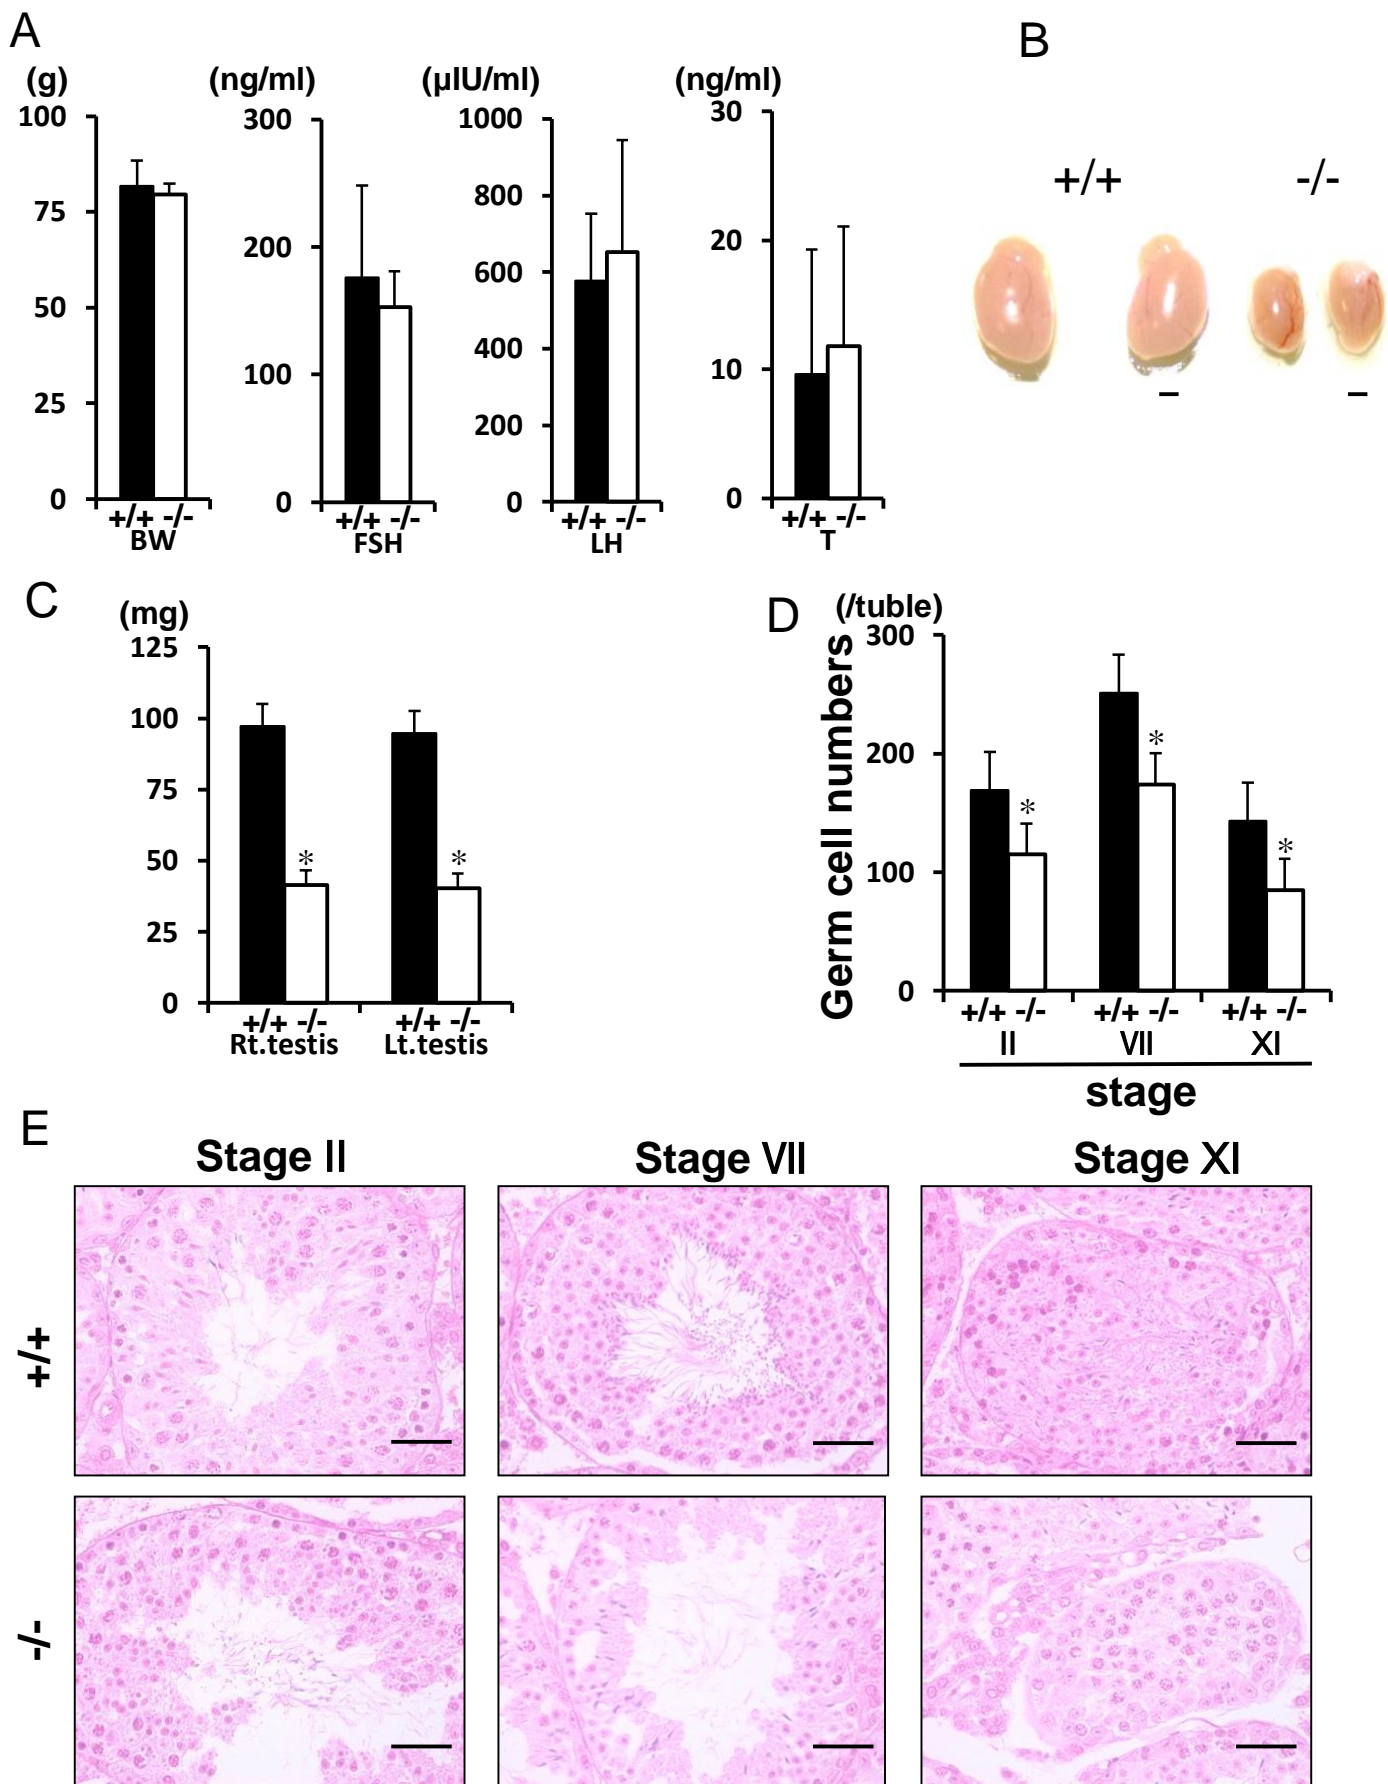 A
B
(g)
(ng/ml)
(µIU/ml)
(ng/ml)
100
75
50
25
0
+/+ -/-
BW
300
200
100
0
+/+ -/-
FSH
1000
800
600
400
200
0
+/+ -/-
LH
30
20
10
0
+/+ -/-
T
+/+
-/-
C
(mg)
125
100
75
50
25
0
*
*
+/+ -/-
+/+ -/-
Rt.testis
Lt.testis
D
(/tuble)
Germ cell numbers
300
200
100
0
*
*
*
+/+ -/-
+/+ -/-
+/+ -/-
II
VII
XI
stage
E
Stage II
Stage VII
Stage XI
+/+
-/-